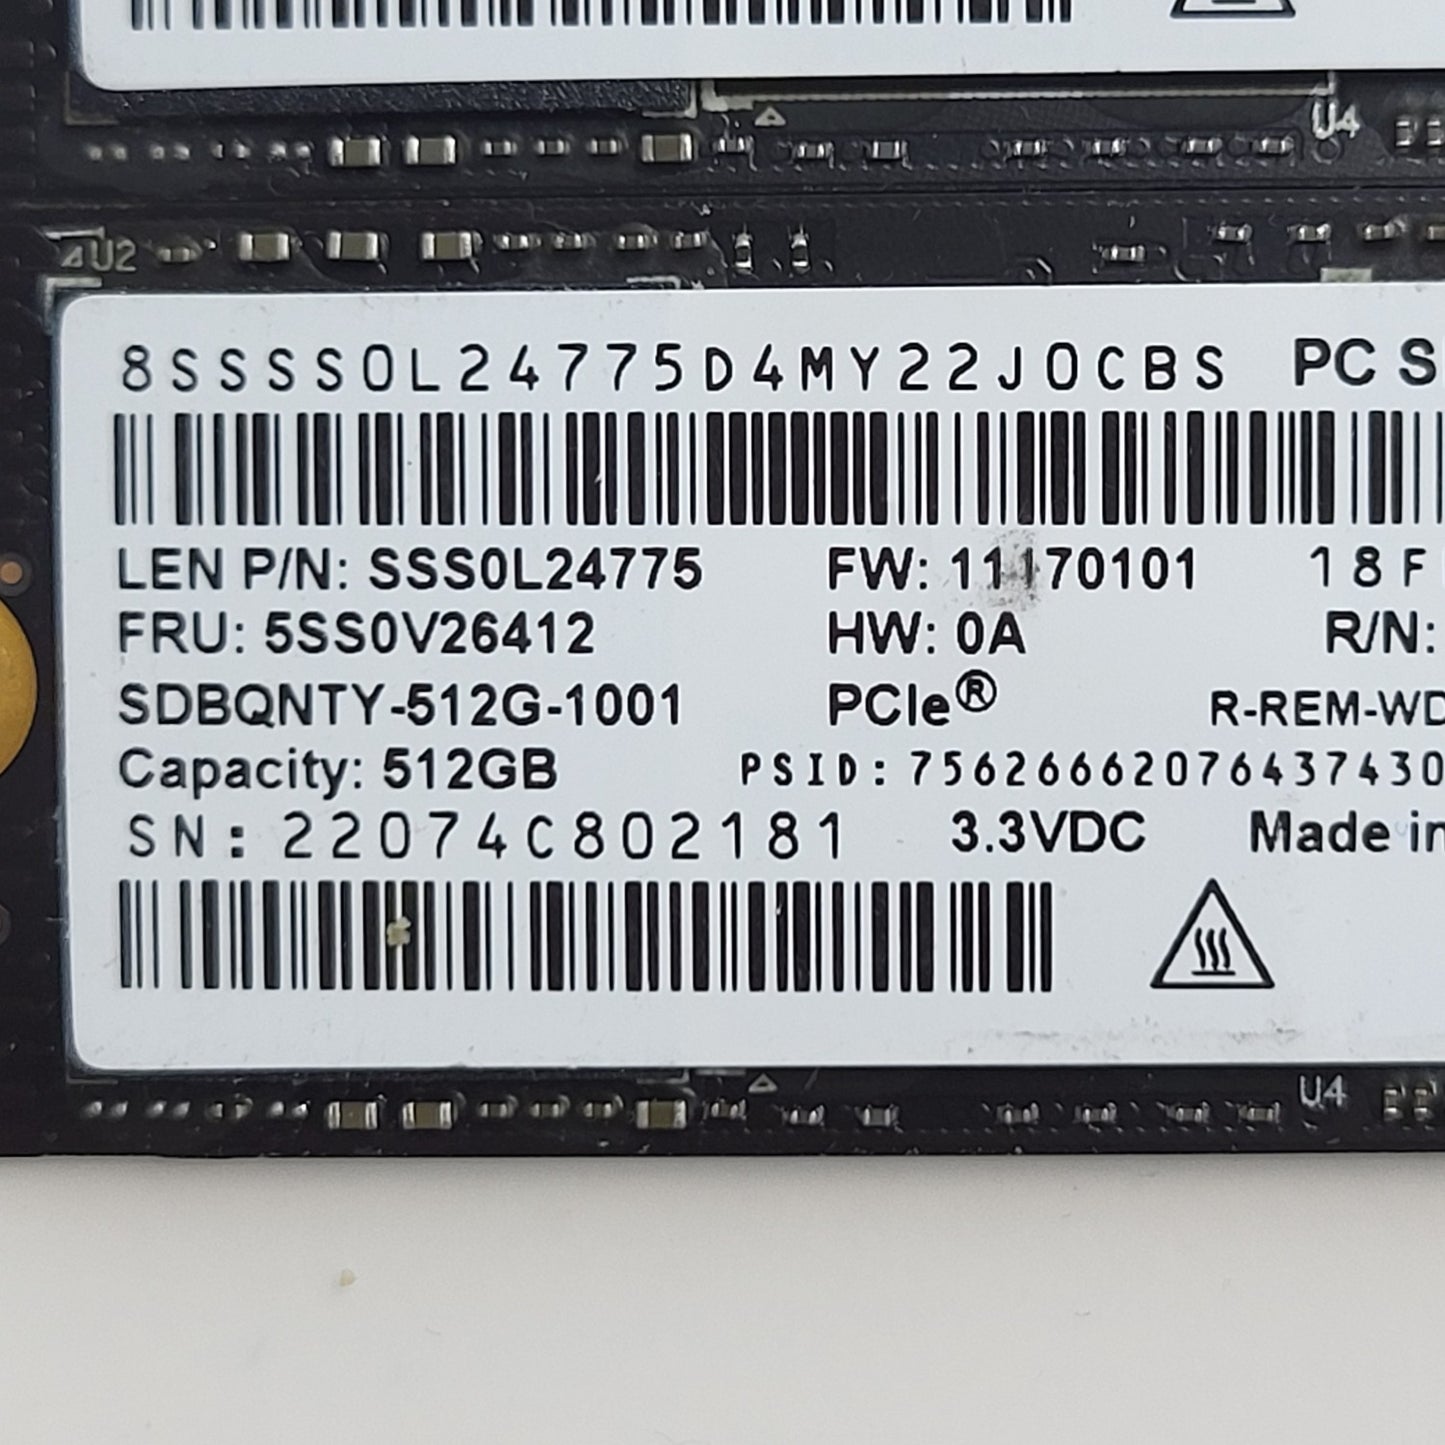 U4
U2
8SSSS0L24775D4MY22J0CBS PC S
LEN P/N: SSS0L24775 FW: 11170101 18F
FRU: 5SS0V26412 HW: 0A R/N:
SDBQNTY-512G-1001 PCIe® R-REM-WD
Capacity: 512GB PSID: 75626662076437430
SN: 22074C802181 3.3VDC Made in
U4